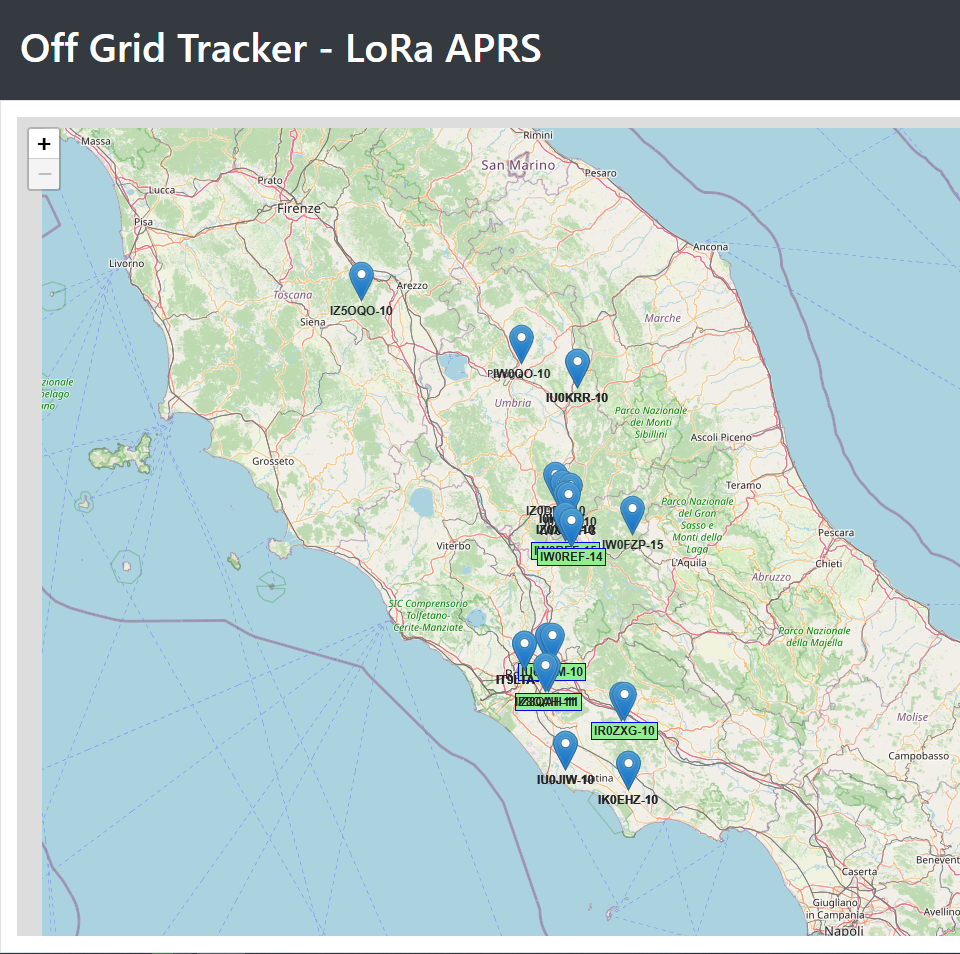 Off Grid Tracker - LoRa APRS
+
−
Massa
Rimini
San Marino
Pesaro
Prato
Lucca
Firenze
Pisa
Ancona
Livorno
Arezzo
Toscana
IZ5OQO-10
Siena
Marche
IW0QO-10
IU0KRR-10
Umbria
Parco Nazionale
dei Monti
Sibillini
Ascoli Piceno
Grosseto
Teramo
Parco Nazionale
del Gran
Sasso e
Monti della
Laga
Pescara
Viterbo
IW0FZP-15
IW0REF-14
L'Aquila
Chieti
Abruzzo
SIC Comprensorio
Tolfetano-
Cerite-Manziate
Parco Nazionale
della Majella
IR0ZXG-10
Molise
Campobasso
IU0JIW-10
IK0EHZ-10
Caserta
Benevent
Giugliano
in Campania
Avellino
Napoli